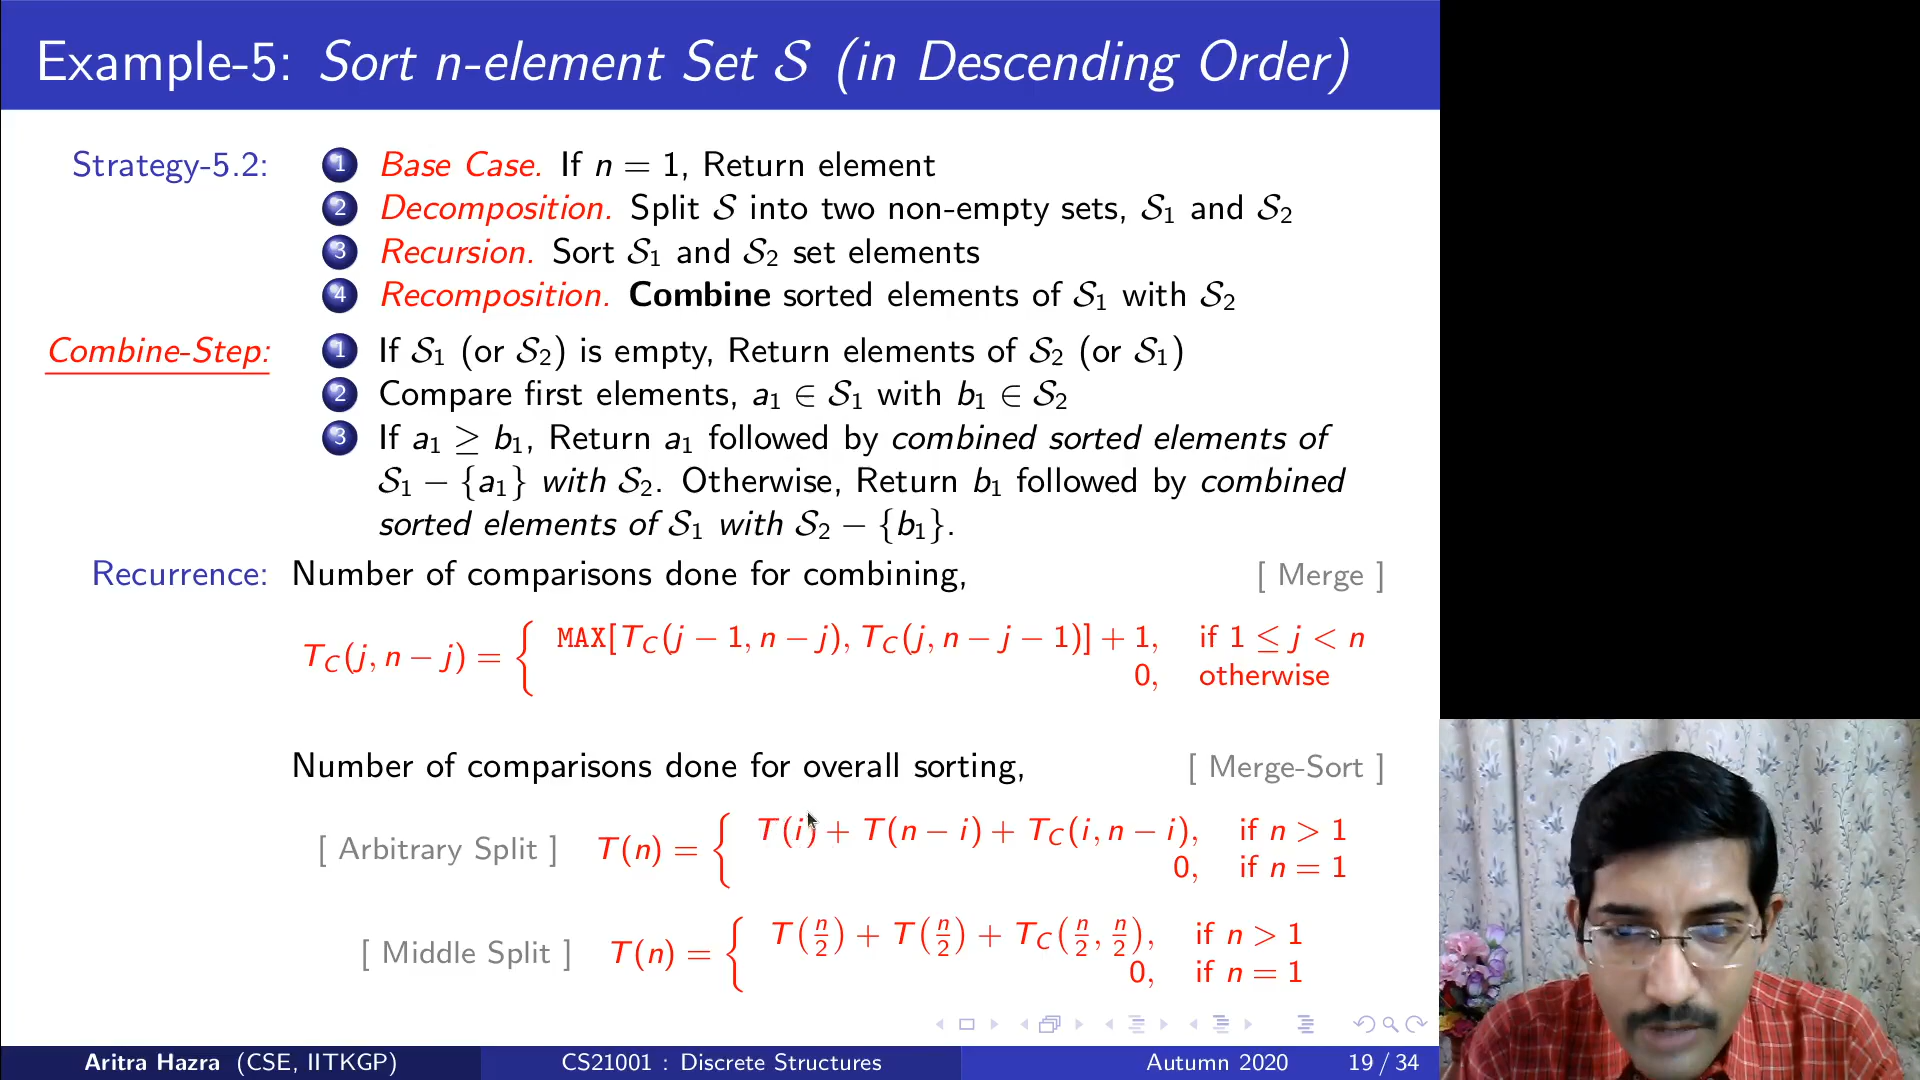 Example-5: Sort n-element Set 𝒮 (in Descending Order)
Strategy-5.2: 1 Base Case. If n = 1, Return element
2 Decomposition. Split 𝒮 into two non-empty sets, 𝒮₁ and 𝒮₂
3 Recursion. Sort 𝒮₁ and 𝒮₂ set elements
4 Recomposition. Combine sorted elements of 𝒮₁ with 𝒮₂
Combine-Step: 1 If 𝒮₁ (or 𝒮₂) is empty, Return elements of 𝒮₂ (or 𝒮₁)
2 Compare first elements, a₁ ∈ 𝒮₁ with b₁ ∈ 𝒮₂
3 If a₁ ≥ b₁, Return a₁ followed by combined sorted elements of
𝒮₁ − {a₁} with 𝒮₂. Otherwise, Return b₁ followed by combined
sorted elements of 𝒮₁ with 𝒮₂ − {b₁}.
Recurrence: Number of comparisons done for combining, [ Merge ]
T_C(j, n − j) = { MAX[T_C(j − 1, n − j), T_C(j, n − j − 1)] + 1, if 1 ≤ j < n
0, otherwise
Number of comparisons done for overall sorting, [ Merge-Sort ]
[ Arbitrary Split ] T(n) = { T(i) + T(n − i) + T_C(i, n − i), if n > 1
0, if n = 1
[ Middle Split ] T(n) = { T(n/2) + T(n/2) + T_C(n/2, n/2), if n > 1
0, if n = 1
Aritra Hazra (CSE, IITKGP) CS21001 : Discrete Structures Autumn 2020 19 / 34